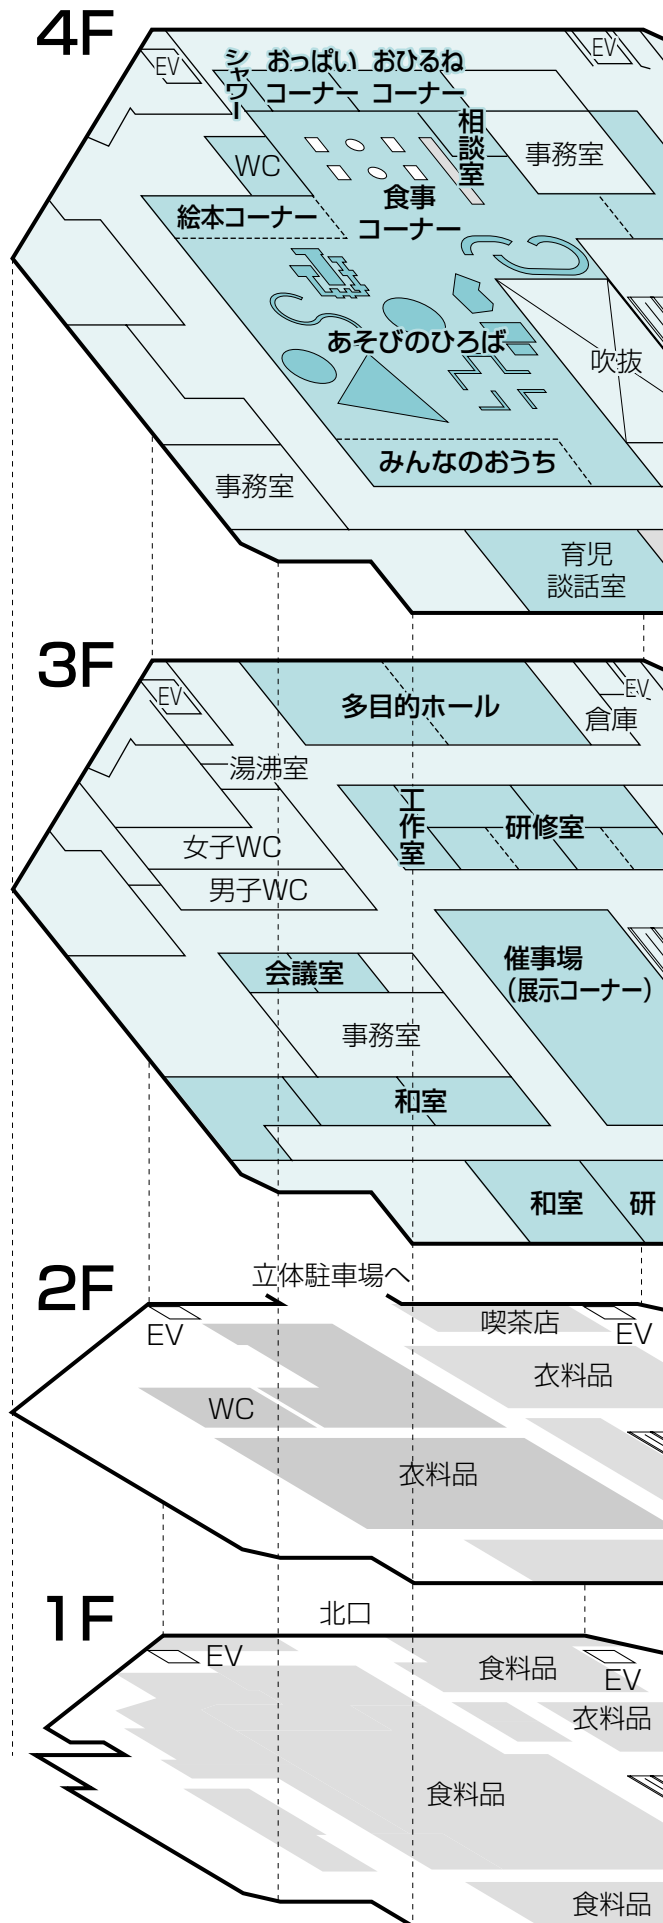 4F
EV
EV
シャワー
おっぱい
コーナー
おひるね
コーナー
相談室
事務室
WC
食事
コーナー
絵本コーナー
あそびのひろば
吹抜
みんなのおうち
事務室
育児
談話室
3F
EV
EV
多目的ホール
倉庫
湯沸室
工作室
研修室
女子WC
男子WC
会議室
催事場
(展示コーナー)
事務室
和室
和室
研
2F
立体駐車場へ
EV
喫茶店
EV
衣料品
WC
衣料品
1F
北口
EV
食料品
EV
衣料品
食料品
食料品